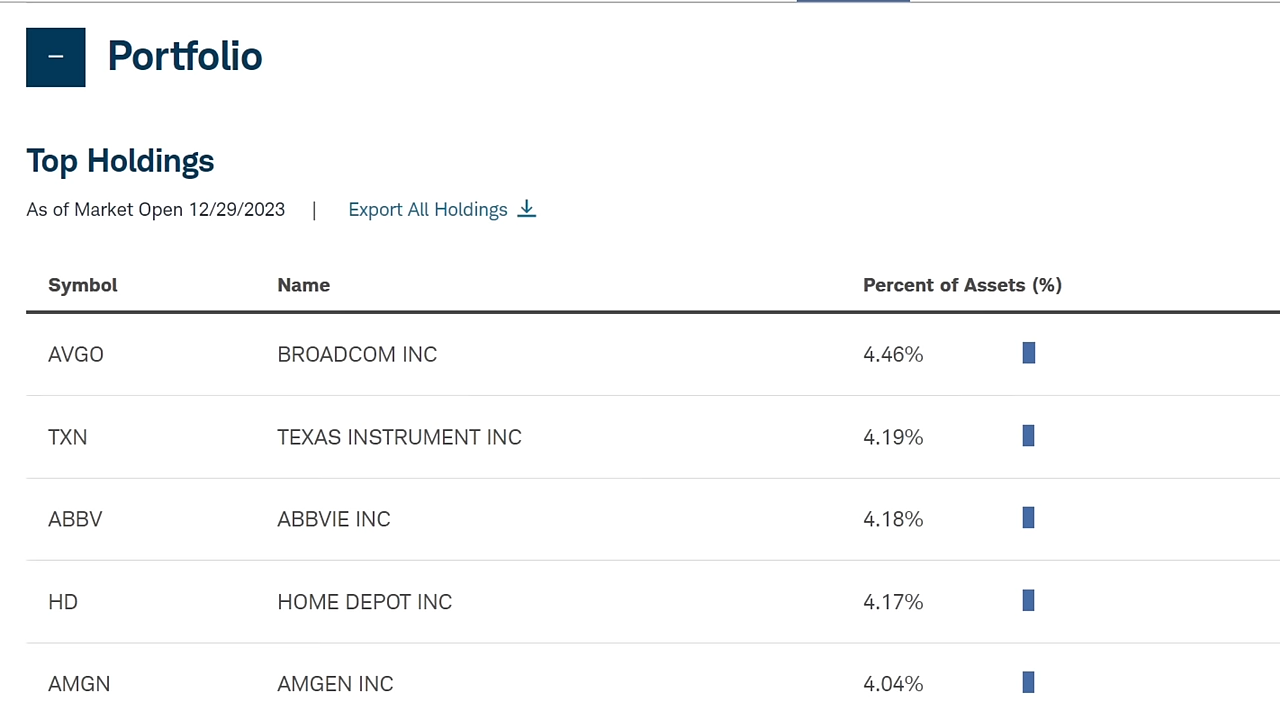 Portfolio
Top Holdings
As of Market Open 12/29/2023 | Export All Holdings
Symbol Name Percent of Assets (%)
AVGO BROADCOM INC 4.46%
TXN TEXAS INSTRUMENT INC 4.19%
ABBV ABBVIE INC 4.18%
HD HOME DEPOT INC 4.17%
AMGN AMGEN INC 4.04%